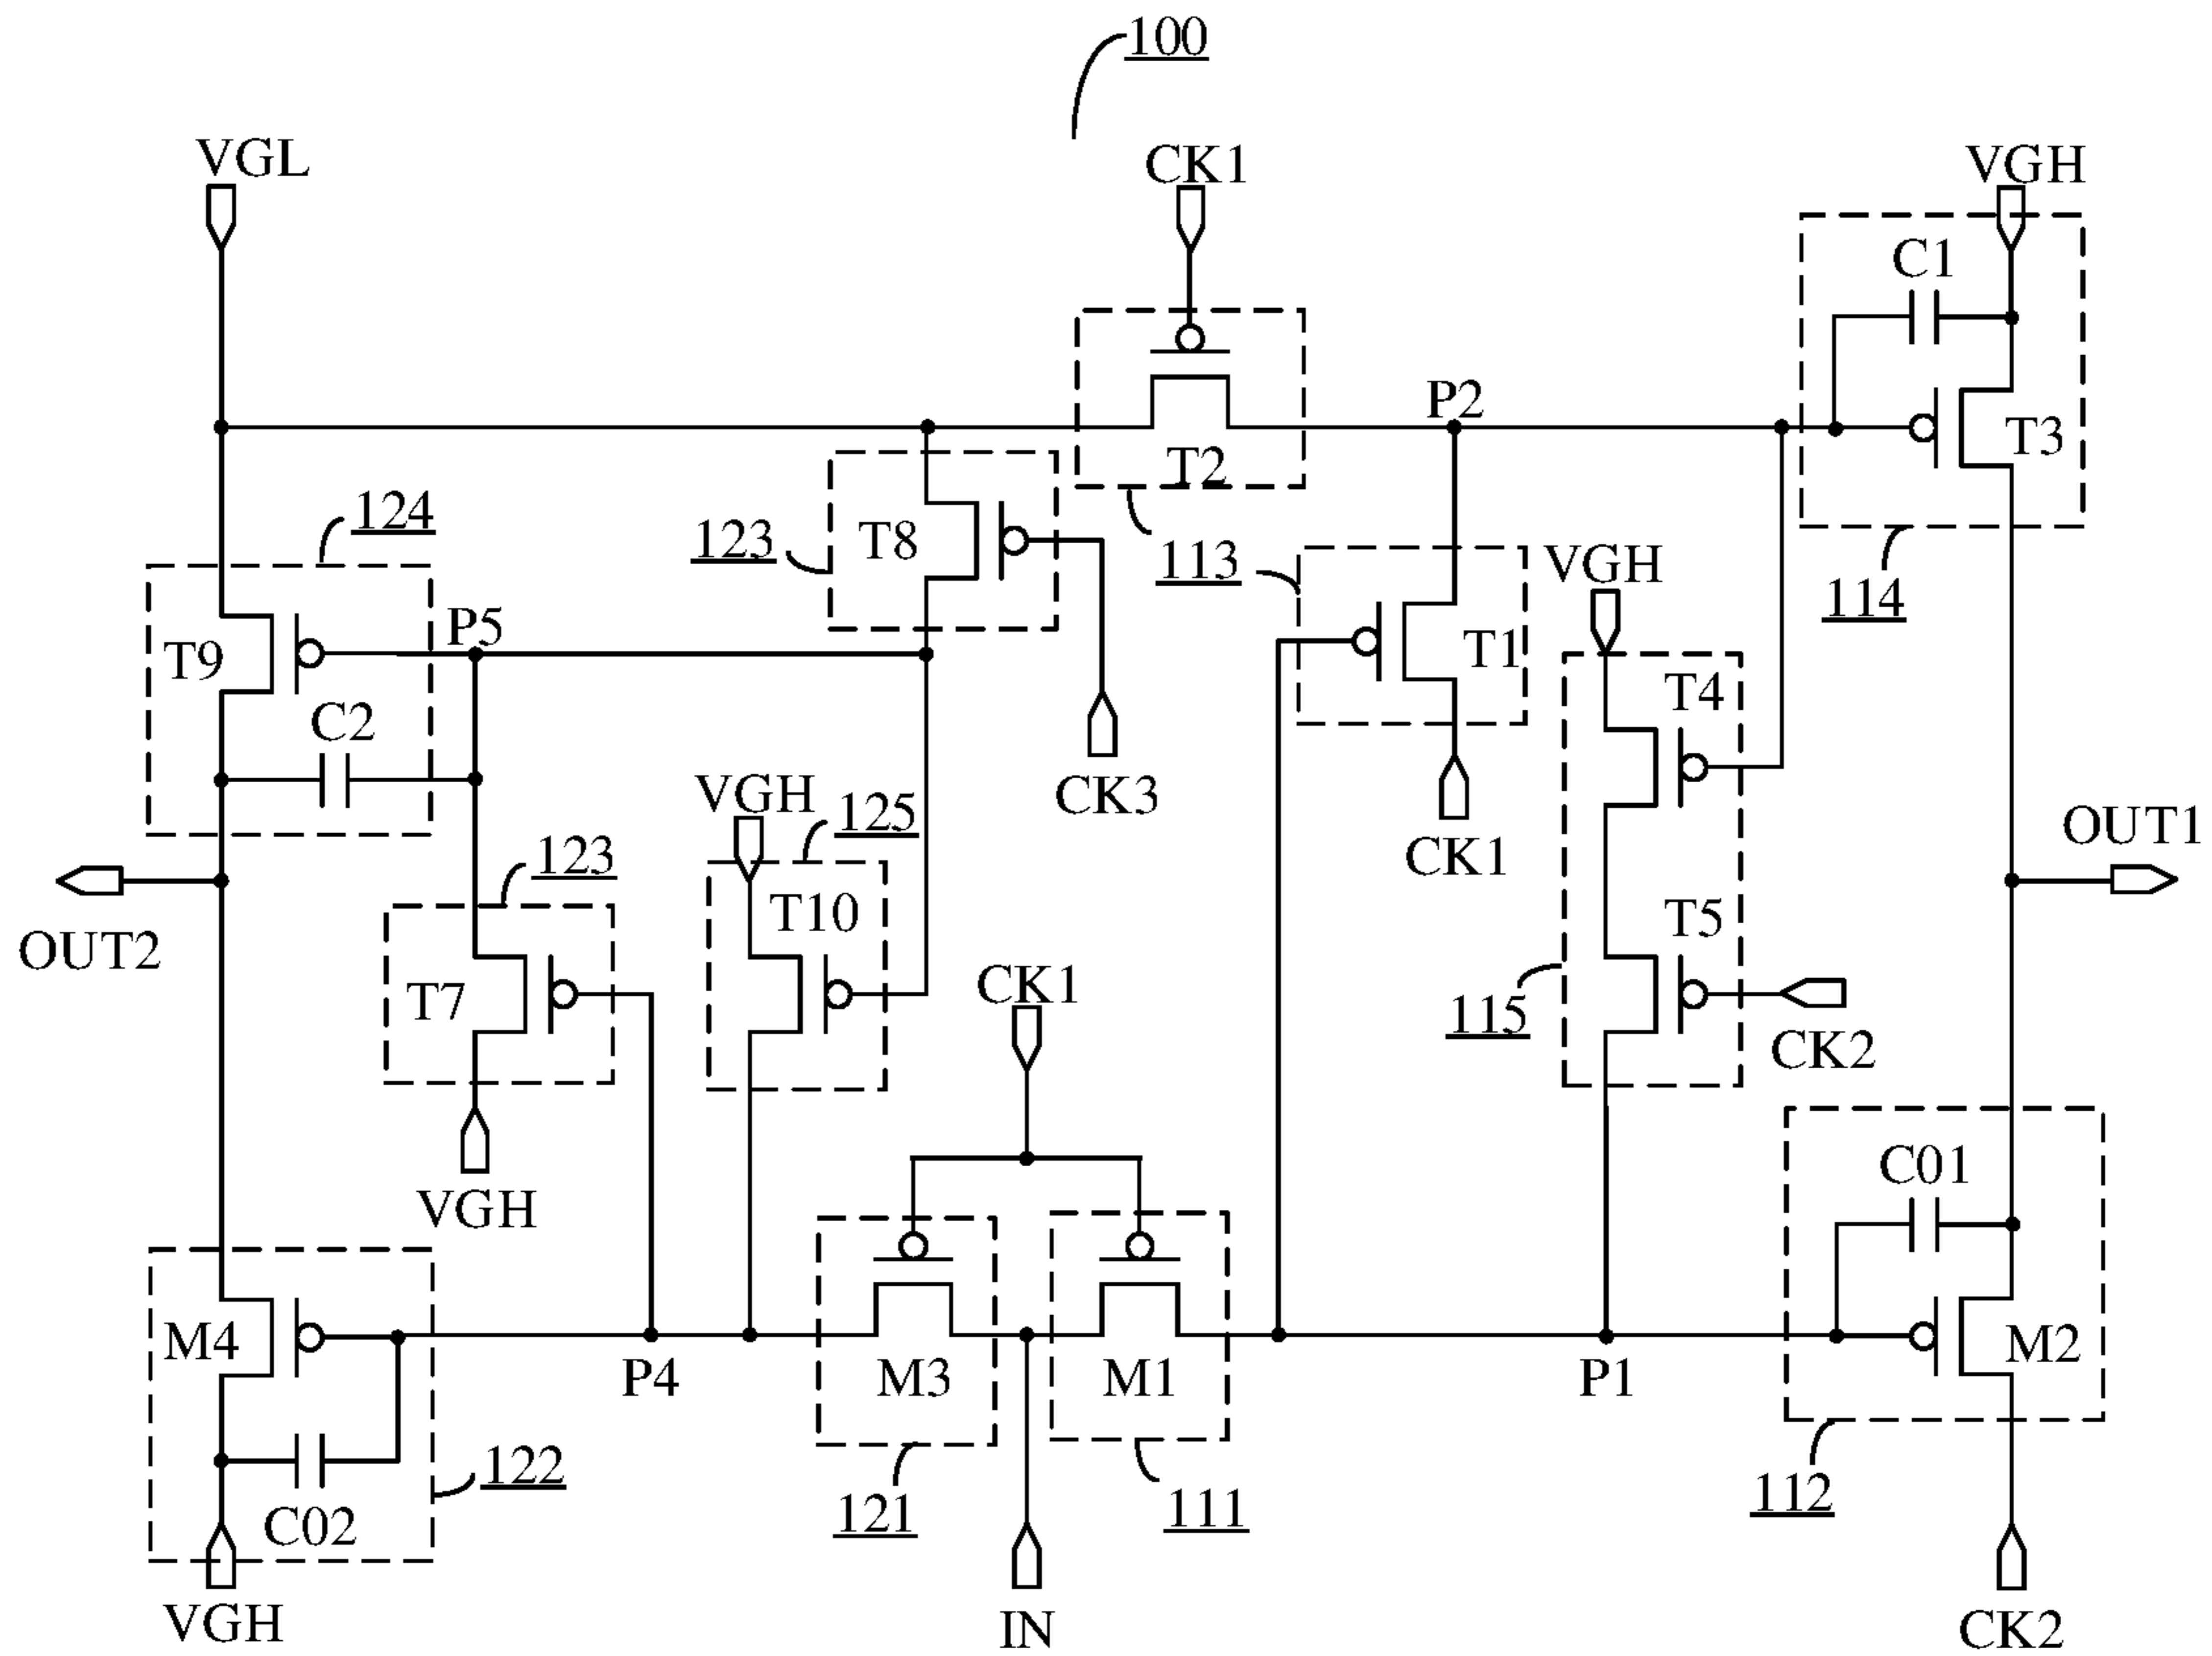 100
VGL
CK1
VGH
C1
P2
T3
T2
124
123
T8
113
VGH
114
P5
T9
T1
T4
C2
CK3
VGH
125
CK1
OUT1
123
T10
T5
OUT2
T7
CK1
115
CK2
VGH
C01
M4
P4
M3
M1
P1
M2
122
C02
121
111
112
VGH
IN
CK2